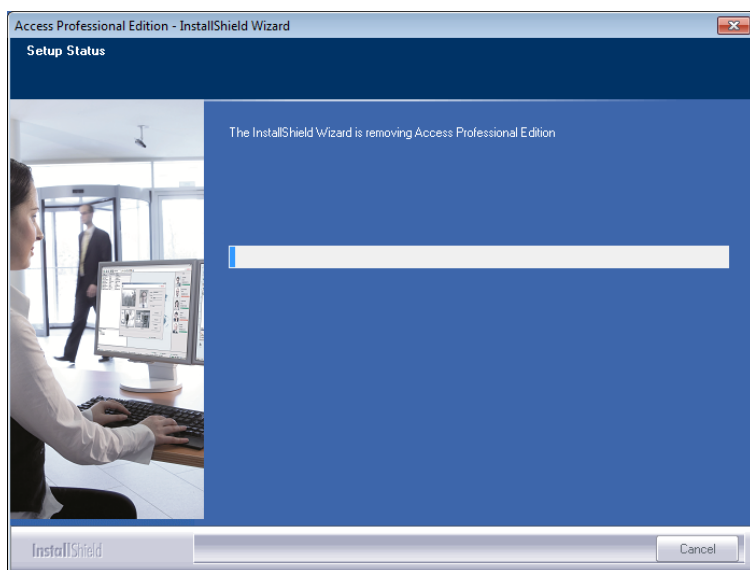 Access Professional Edition - InstallShield Wizard
Setup Status
The InstallShield Wizard is removing Access Professional Edition
InstallShield
Cancel